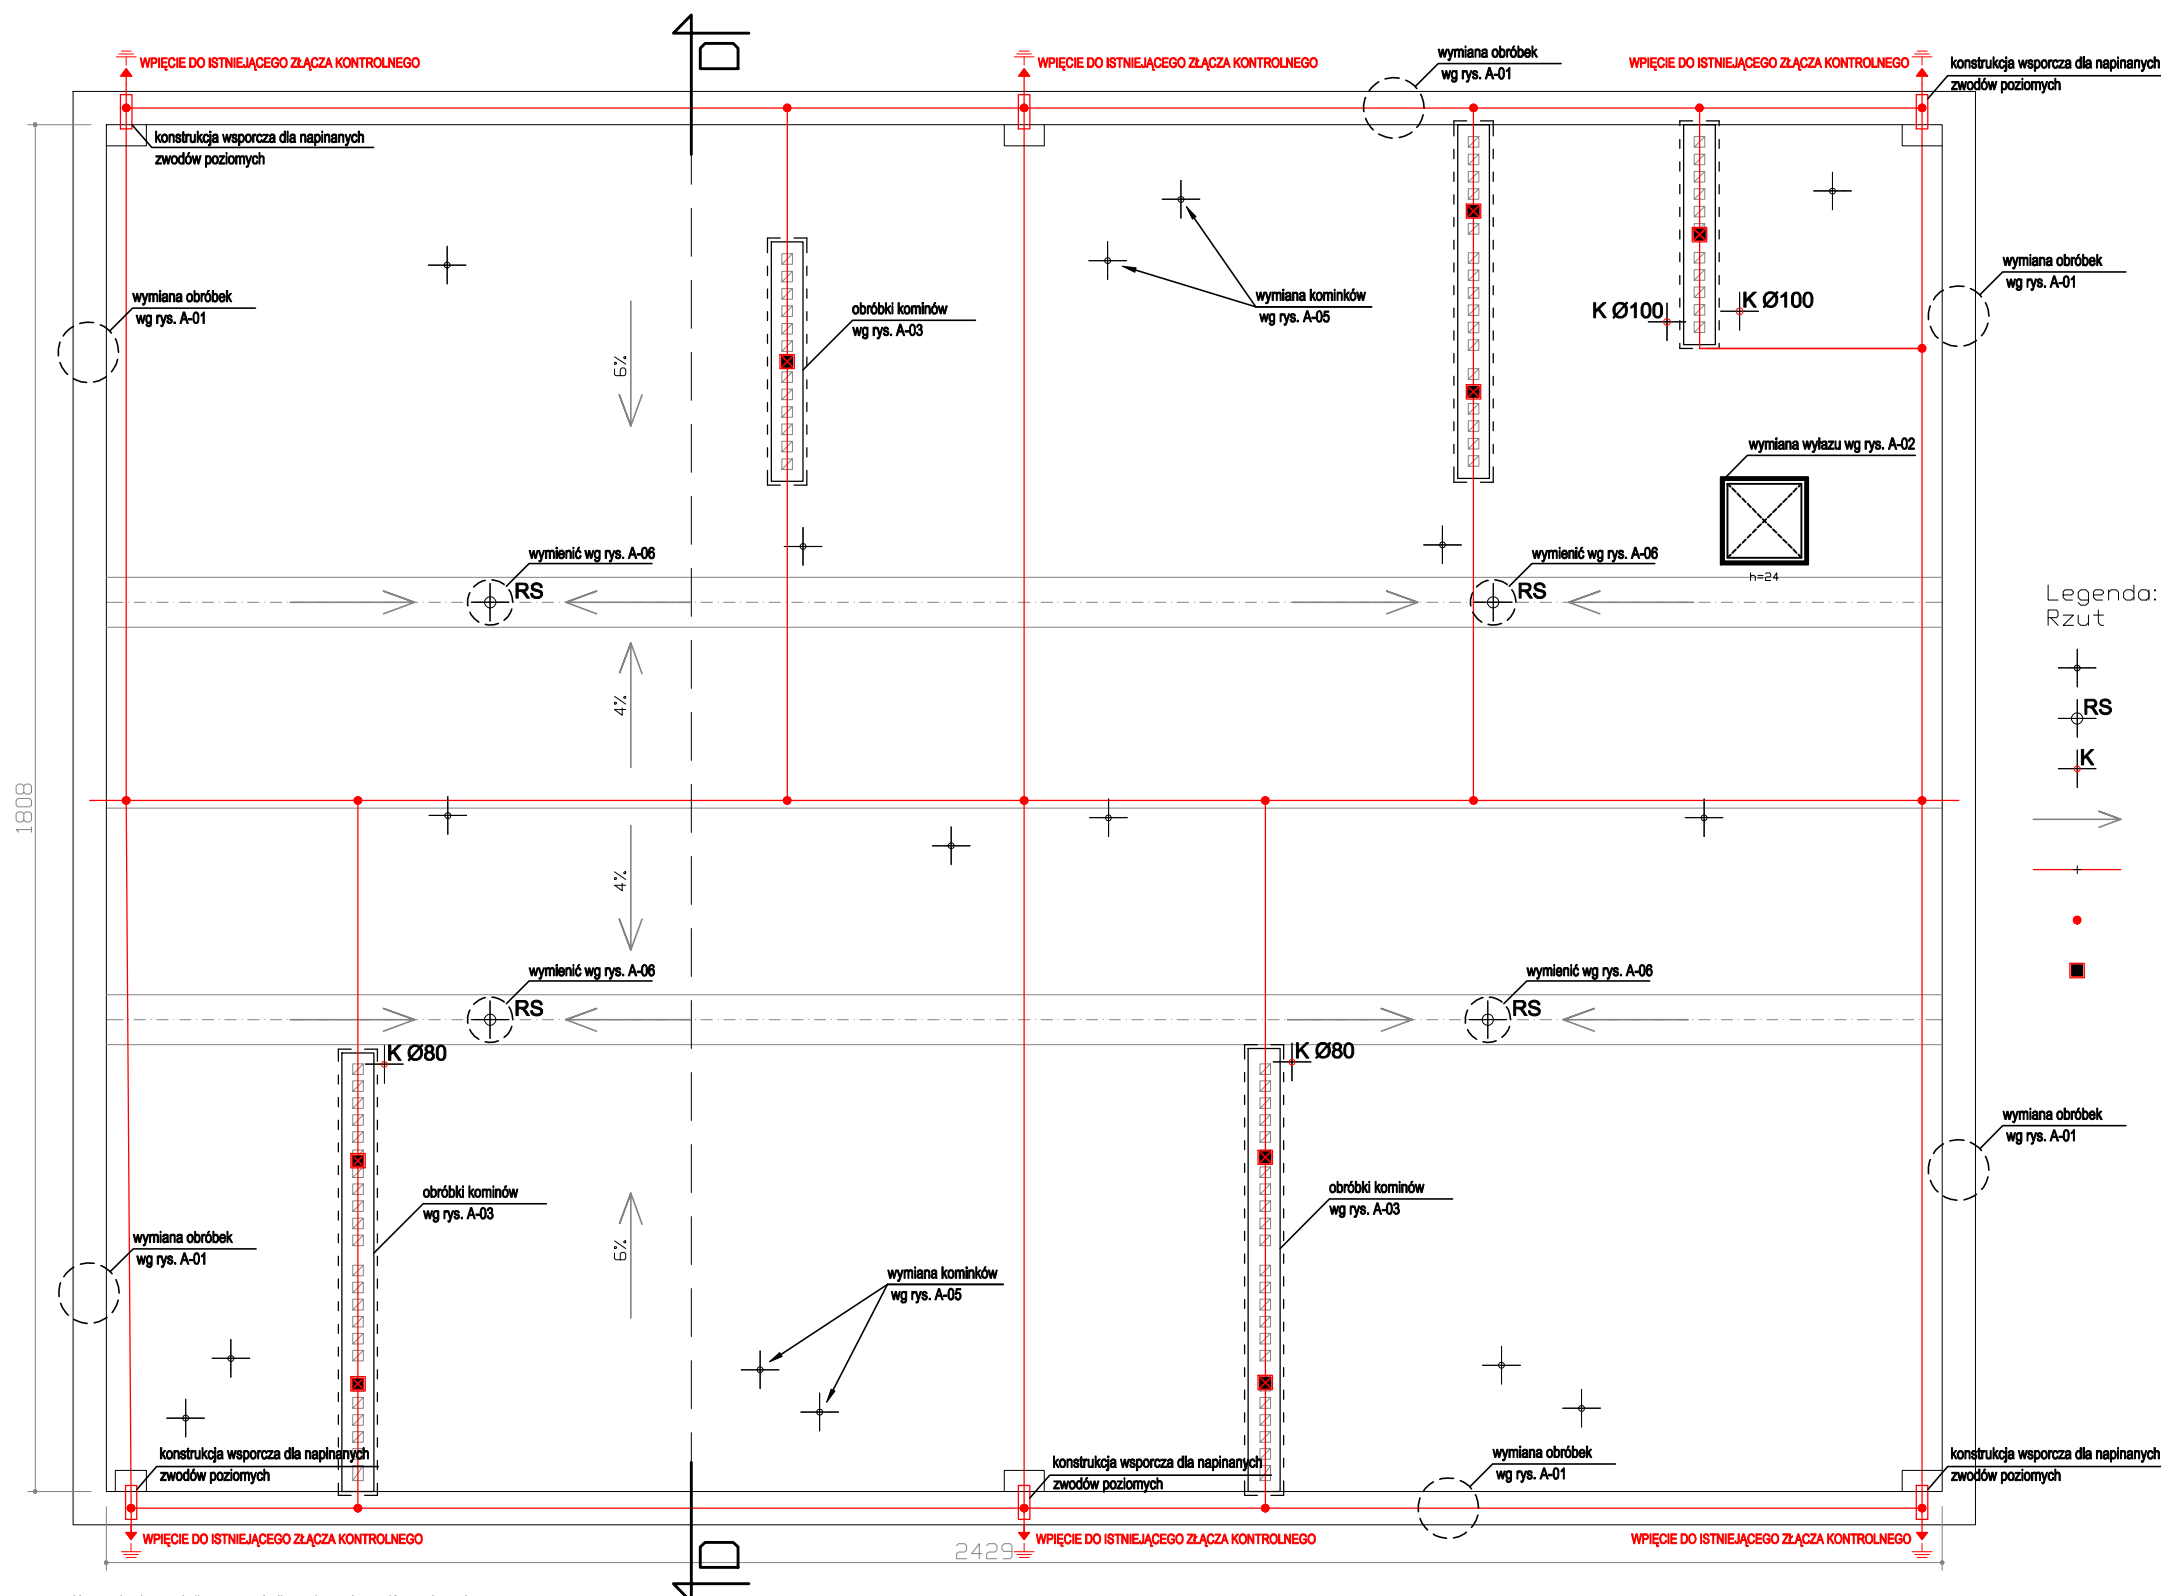 WPIĘCIE DO ISTNIEJĄCEGO ZŁĄCZA KONTROLNEGO
D
WPIĘCIE DO ISTNIEJĄCEGO ZŁĄCZA KONTROLNEGO
wymiana obróbek
wg rys. A-01
WPIĘCIE DO ISTNIEJĄCEGO ZŁĄCZA KONTROLNEGO
konstrukcja wsporcza dla napinanych
zwodów poziomych
konstrukcja wsporcza dla napinanych
zwodów poziomych
wymiana obróbek
wg rys. A-01
6%
obróbki kominów
wg rys. A-03
wymiana kominków
wg rys. A-05
K Ø100
K Ø100
wymiana obróbek
wg rys. A-01
wymiana wyłazu wg rys. A-02
h=24
wymienić wg rys. A-06
RS
wymienić wg rys. A-06
RS
Legenda:
Rzut
RS
K
4%
1808
4%
wymienić wg rys. A-06
RS
wymienić wg rys. A-06
RS
K Ø80
K Ø80
wymiana obróbek
wg rys. A-01
obróbki kominów
wg rys. A-03
obróbki kominów
wg rys. A-03
6%
wymiana obróbek
wg rys. A-01
wymiana kominków
wg rys. A-05
konstrukcja wsporcza dla napinanych
zwodów poziomych
konstrukcja wsporcza dla napinanych
zwodów poziomych
wymiana obróbek
wg rys. A-01
konstrukcja wsporcza dla napinanych
zwodów poziomych
WPIĘCIE DO ISTNIEJĄCEGO ZŁĄCZA KONTROLNEGO
D
2429
WPIĘCIE DO ISTNIEJĄCEGO ZŁĄCZA KONTROLNEGO
WPIĘCIE DO ISTNIEJĄCEGO ZŁĄCZA KONTROLNEGO